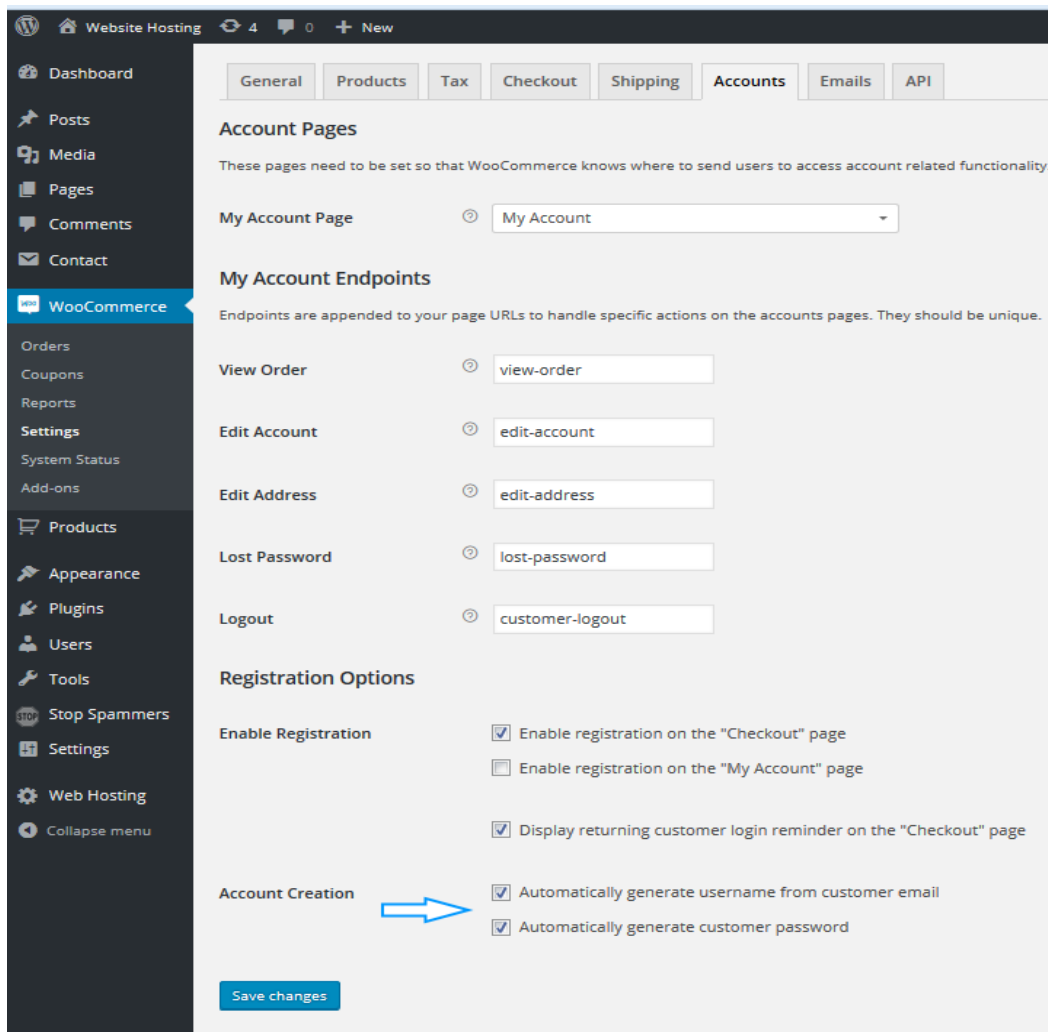 Website Hosting 4 0 + New
Dashboard
Posts
Media
Pages
Comments
Contact
WooCommerce
Orders
Coupons
Reports
Settings
System Status
Add-ons
Products
Appearance
Plugins
Users
Tools
STOP Stop Spammers
Settings
Web Hosting
Collapse menu
General Products Tax Checkout Shipping Accounts Emails API
Account Pages
These pages need to be set so that WooCommerce knows where to send users to access account related functionality
My Account Page My Account
My Account Endpoints
Endpoints are appended to your page URLs to handle specific actions on the accounts pages. They should be unique.
View Order view-order
Edit Account edit-account
Edit Address edit-address
Lost Password lost-password
Logout customer-logout
Registration Options
Enable Registration Enable registration on the "Checkout" page
Enable registration on the "My Account" page
Display returning customer login reminder on the "Checkout" page
Account Creation Automatically generate username from customer email
Automatically generate customer password
Save changes